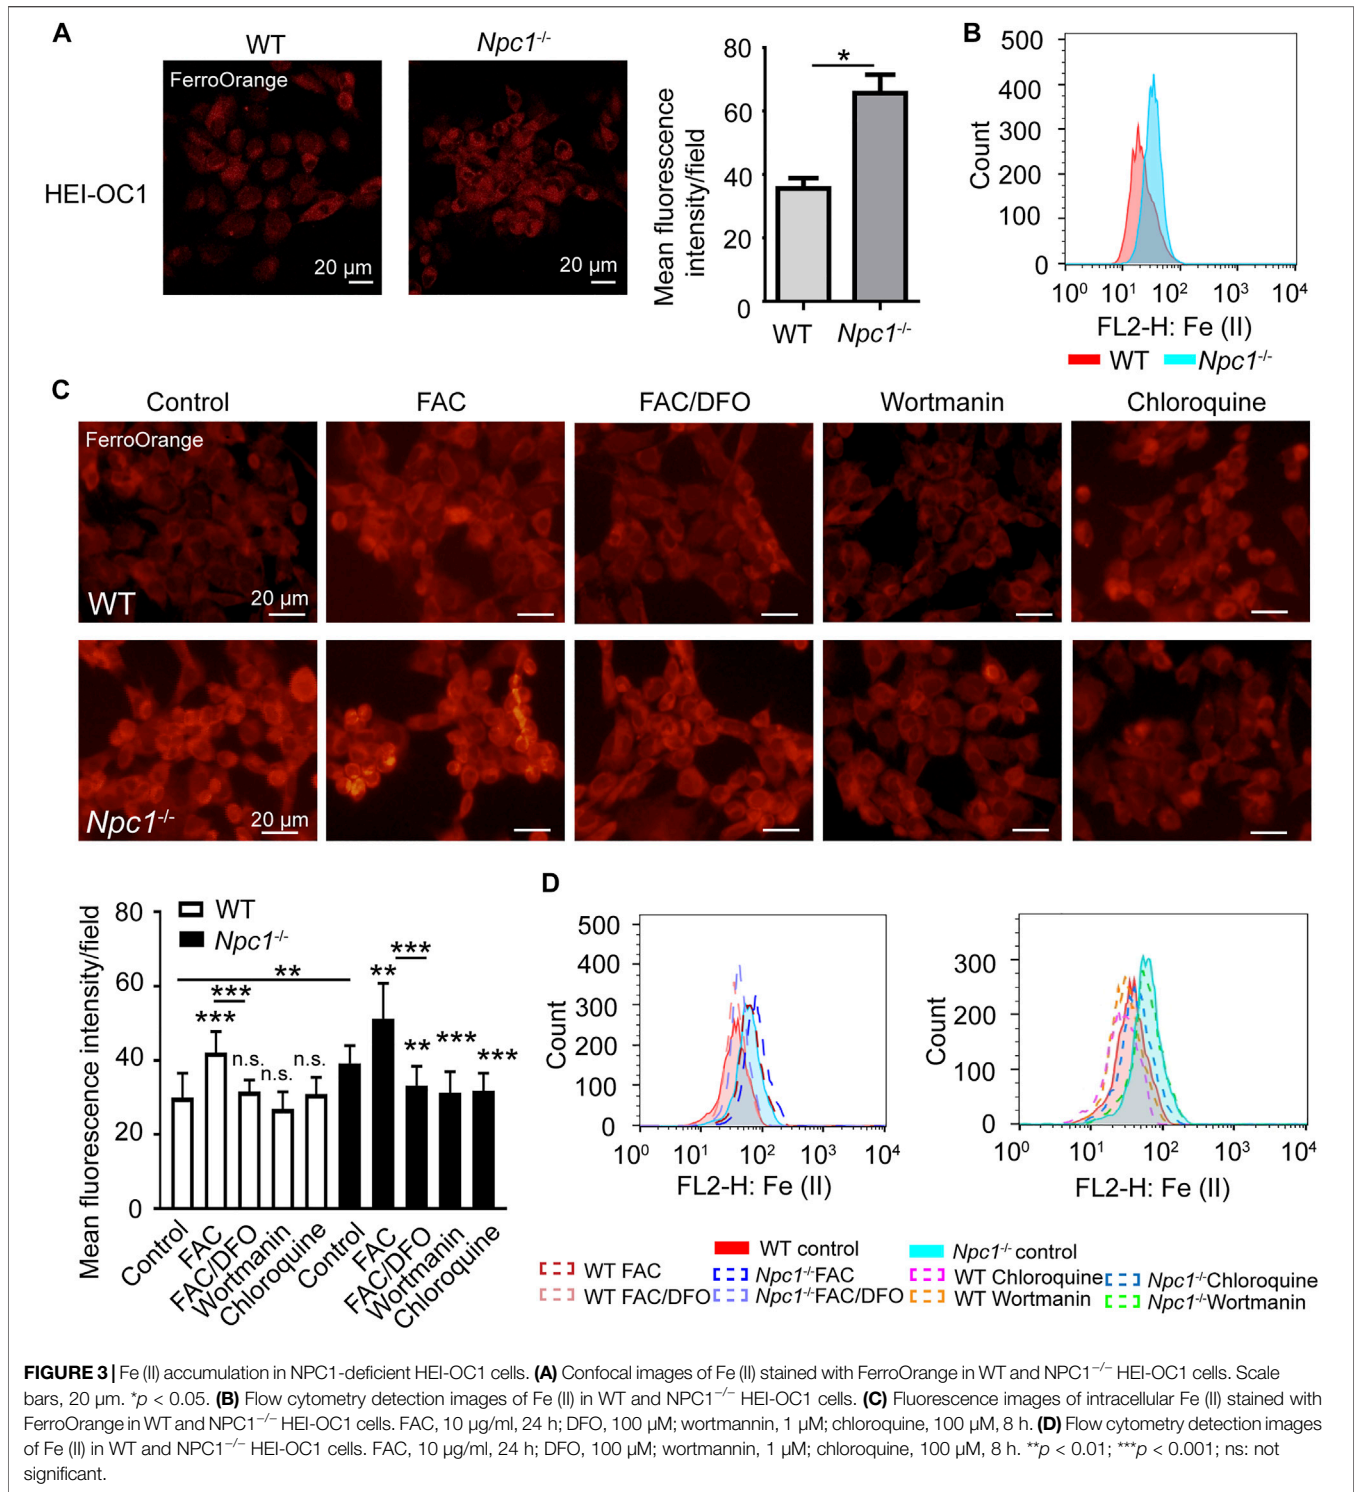 A
WT
Npc1-/-
FerroOrange
HEI-OC1
20 µm
20 µm
80
60
40
20
0
Mean fluorescence
intensity/field
*
WT
Npc1-/-
B
500
400
300
200
100
0
Count
10⁰ 10¹ 10² 10³ 10⁴
FL2-H: Fe (II)
WT Npc1-/-
C
Control FAC FAC/DFO Wortmanin Chloroquine
FerroOrange
WT
20 µm
Npc1-/-
20 µm
Mean fluorescence intensity/field
80
60
40
20
0
WT
Npc1-/-
**
***
***
n.s.
n.s.
n.s.
**
***
**
***
***
Control
FAC
FAC/DFO
Wortmanin
Chloroquine
Control
FAC
FAC/DFO
Wortmanin
Chloroquine
D
500
400
300
200
100
0
Count
10⁰ 10¹ 10² 10³ 10⁴
FL2-H: Fe (II)
300
200
100
0
Count
10⁰ 10¹ 10² 10³ 10⁴
FL2-H: Fe (II)
WT control Npc1-/- control
WT FAC Npc1-/-FAC WT Chloroquine Npc1-/-Chloroquine
WT FAC/DFO Npc1-/-FAC/DFO WT Wortmanin Npc1-/-Wortmanin
FIGURE 3 | Fe (II) accumulation in NPC1-deficient HEI-OC1 cells. (A) Confocal images of Fe (II) stained with FerroOrange in WT and NPC1−/− HEI-OC1 cells. Scale
bars, 20 µm. *p < 0.05. (B) Flow cytometry detection images of Fe (II) in WT and NPC1−/− HEI-OC1 cells. (C) Fluorescence images of intracellular Fe (II) stained with
FerroOrange in WT and NPC1−/− HEI-OC1 cells. FAC, 10 µg/ml, 24 h; DFO, 100 µM; wortmannin, 1 µM; chloroquine, 100 µM, 8 h. (D) Flow cytometry detection images
of Fe (II) in WT and NPC1−/− HEI-OC1 cells. FAC, 10 µg/ml, 24 h; DFO, 100 µM; wortmannin, 1 µM; chloroquine, 100 µM, 8 h. **p < 0.01; ***p < 0.001; ns: not
significant.